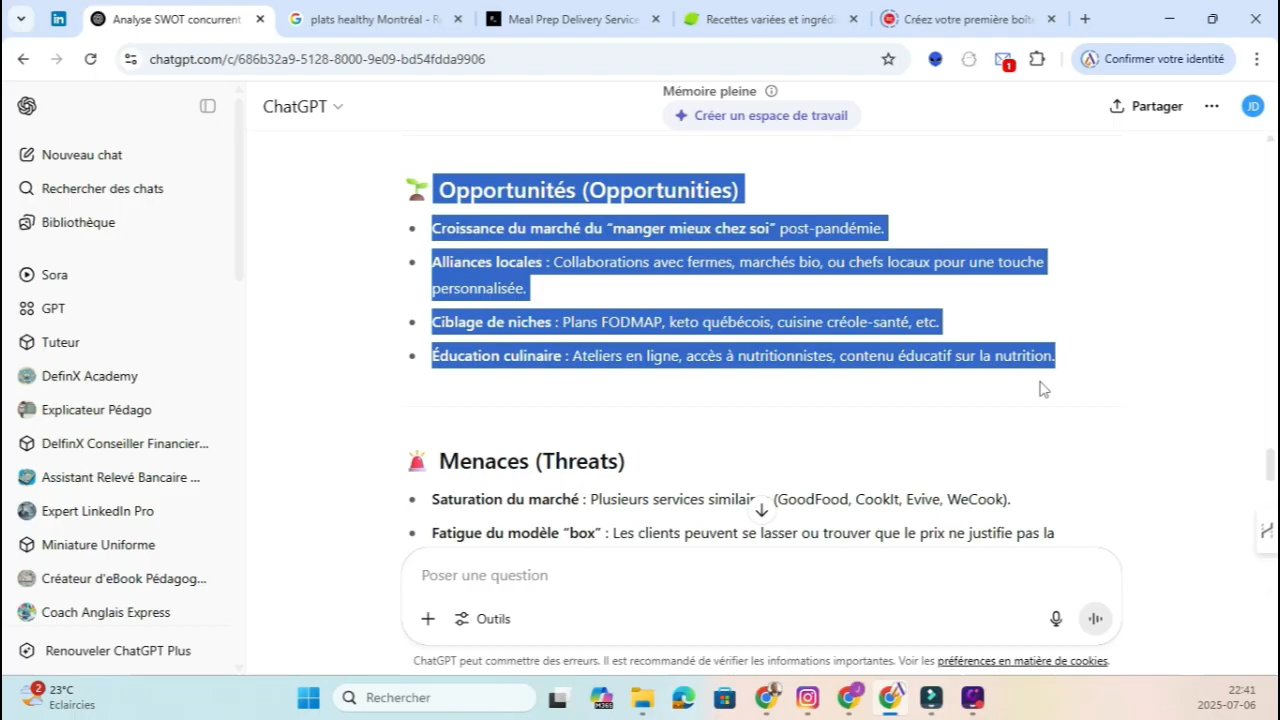 Analyse SWOT concurrent
plats healthy Montréal - R
Meal Prep Delivery Service
Recettes variées et ingréd
Créez votre première boît
chatgpt.com/c/686b32a9-5128-8000-9e09-bd54fdda9906
1
Confirmer votre identité
ChatGPT
Mémoire pleine
Créer un espace de travail
Partager
JD
Nouveau chat
Rechercher des chats
Bibliothèque
Sora
GPT
Tuteur
DefinX Academy
Explicateur Pédago
DelfinX Conseiller Financier...
Assistant Relevé Bancaire ...
Expert LinkedIn Pro
Miniature Uniforme
Créateur d'eBook Pédagog...
Coach Anglais Express
Renouveler ChatGPT Plus
Opportunités (Opportunities)
Croissance du marché du “manger mieux chez soi” post-pandémie.
Alliances locales : Collaborations avec fermes, marchés bio, ou chefs locaux pour une touche
personnalisée.
Ciblage de niches : Plans FODMAP, keto québécois, cuisine créole-santé, etc.
Éducation culinaire : Ateliers en ligne, accès à nutritionnistes, contenu éducatif sur la nutrition.
Menaces (Threats)
Saturation du marché : Plusieurs services similair (GoodFood, CookIt, Evive, WeCook).
Fatigue du modèle “box” : Les clients peuvent se lasser ou trouver que le prix ne justifie pas la
Poser une question
Outils
ChatGPT peut commettre des erreurs. Il est recommandé de vérifier les informations importantes. Voir les préférences en matière de cookies.
2
23°C
Eclaircies
Rechercher
M365
22:41
2025-07-06